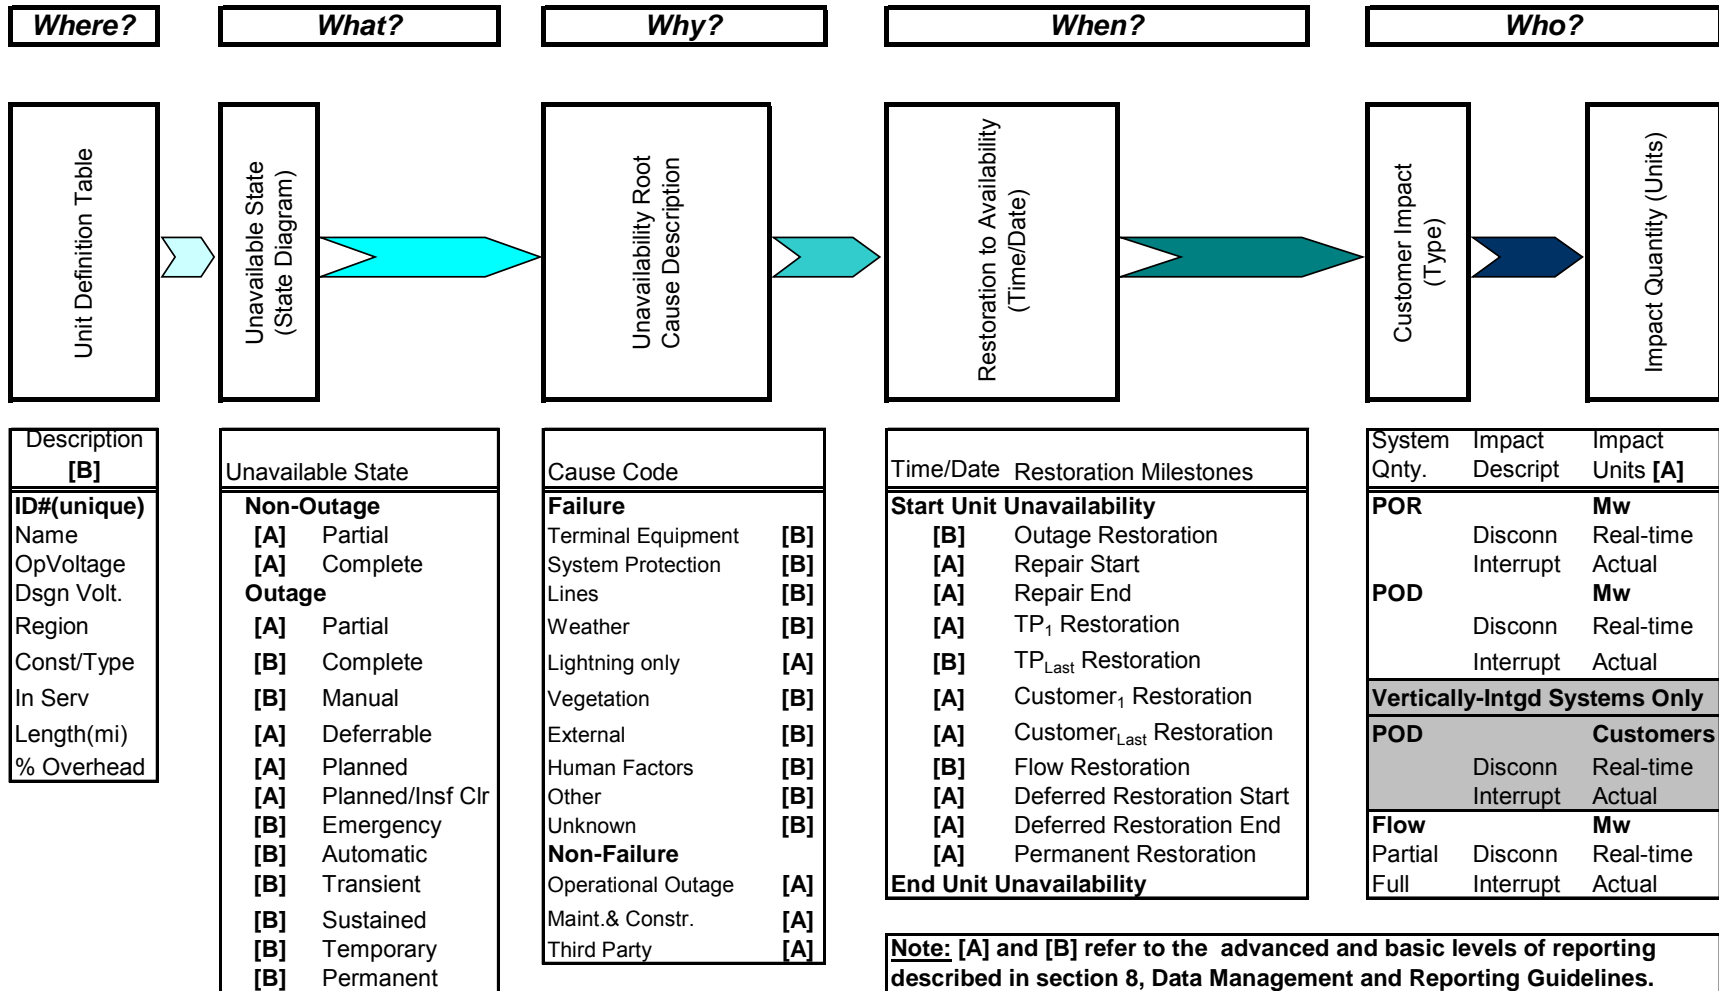 Where?
What?
Why?
When?
Who?
Unit Definition Table
Unavailable State
(State Diagram)
Unavailability Root
Cause Description
Restoration to Availability
(Time/Date)
Customer Impact
(Type)
Impact Quantity (Units)
Description
[B]
ID#(unique)
Name
OpVoltage
Dsgn Volt.
Region
Const/Type
In Serv
Length(mi)
% Overhead
Unavailable State
Non-Outage
[A] Partial
[A] Complete
Outage
[A] Partial
[B] Complete
[B] Manual
[A] Deferrable
[A] Planned
[A] Planned/Insf Clr
[B] Emergency
[B] Automatic
[B] Transient
[B] Sustained
[B] Temporary
[B] Permanent
Cause Code
Failure
Terminal Equipment [B]
System Protection [B]
Lines [B]
Weather [B]
Lightning only [A]
Vegetation [B]
External [B]
Human Factors [B]
Other [B]
Unknown [B]
Non-Failure
Operational Outage [A]
Maint.& Constr. [A]
Third Party [A]
Time/Date Restoration Milestones
Start Unit Unavailability
[B] Outage Restoration
[A] Repair Start
[A] Repair End
[A] TP1 Restoration
[B] TPLast Restoration
[A] Customer1 Restoration
[A] CustomerLast Restoration
[B] Flow Restoration
[A] Deferred Restoration Start
[A] Deferred Restoration End
[A] Permanent Restoration
End Unit Unavailability
System Impact Impact
Qnty. Descript Units [A]
POR Mw
Disconn Real-time
Interrupt Actual
POD Mw
Disconn Real-time
Interrupt Actual
Vertically-Intgd Systems Only
POD Customers
Disconn Real-time
Interrupt Actual
Flow Mw
Partial Disconn Real-time
Full Interrupt Actual
Note: [A] and [B] refer to the advanced and basic levels of reporting
described in section 8, Data Management and Reporting Guidelines.